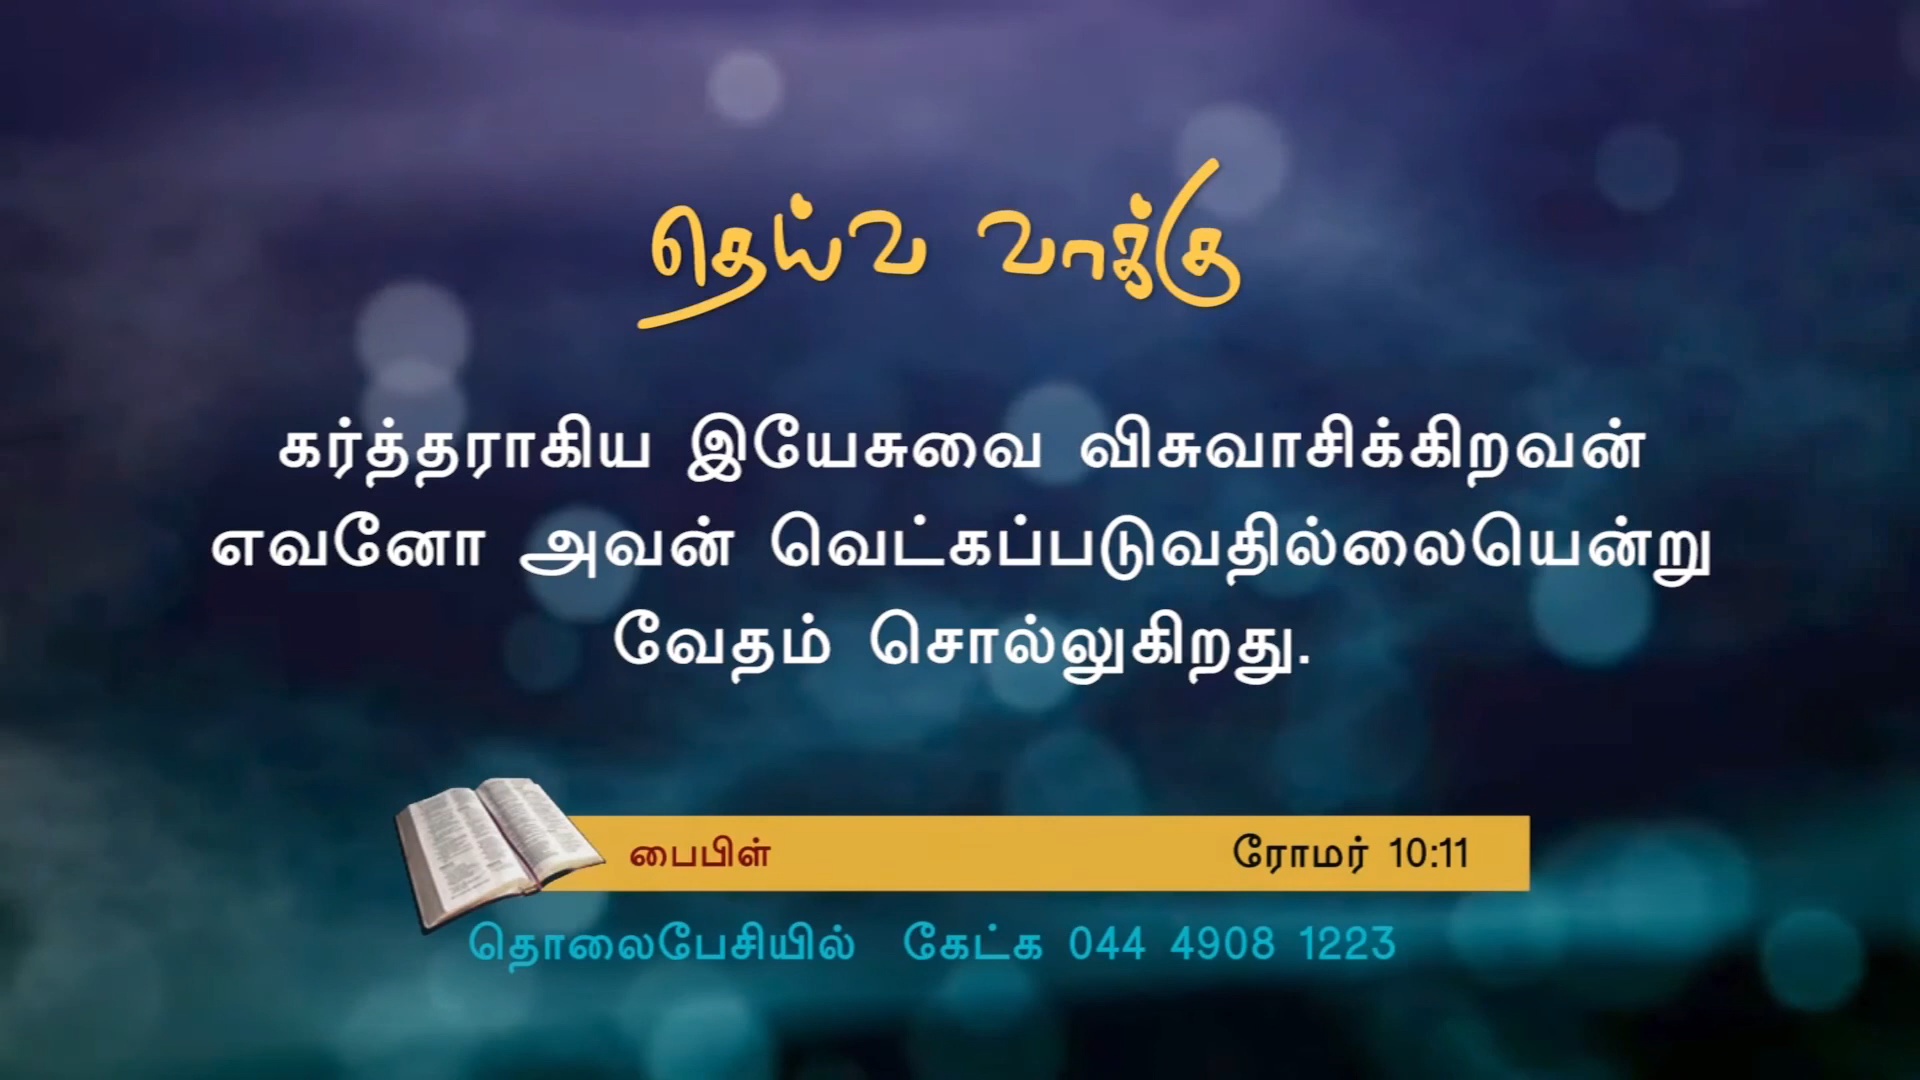 தெய்வ வாக்கு
கர்த்தராகிய இயேசுவை விசுவாசிக்கிறவன்
எவனோ அவன் வெட்கப்படுவதில்லையென்று
வேதம் சொல்லுகிறது.
பைபிள் ரோமர் 10:11
தொலைபேசியில் கேட்க 044 4908 1223